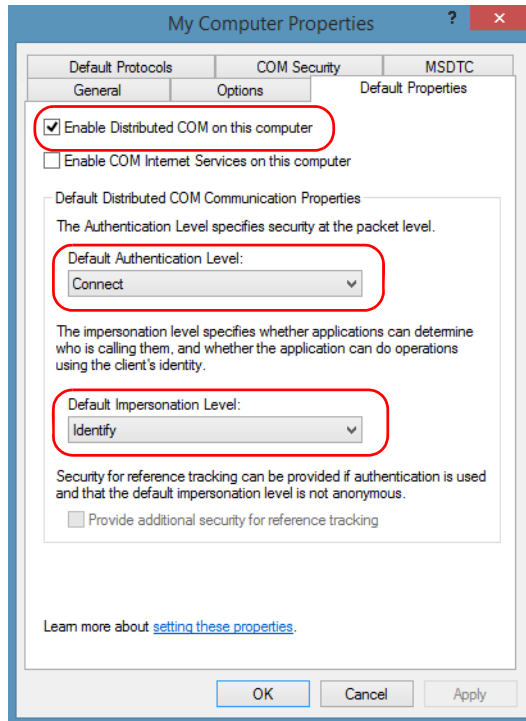 My Computer Properties
?
×
Default Protocols
COM Security
MSDTC
General
Options
Default Properties
Enable Distributed COM on this computer
Enable COM Internet Services on this computer
Default Distributed COM Communication Properties
The Authentication Level specifies security at the packet level.
Default Authentication Level:
Connect
The impersonation level specifies whether applications can determine
who is calling them, and whether the application can do operations
using the client's identity.
Default Impersonation Level:
Identify
Security for reference tracking can be provided if authentication is used
and that the default impersonation level is not anonymous.
Provide additional security for reference tracking
Learn more about setting these properties.
OK
Cancel
Apply